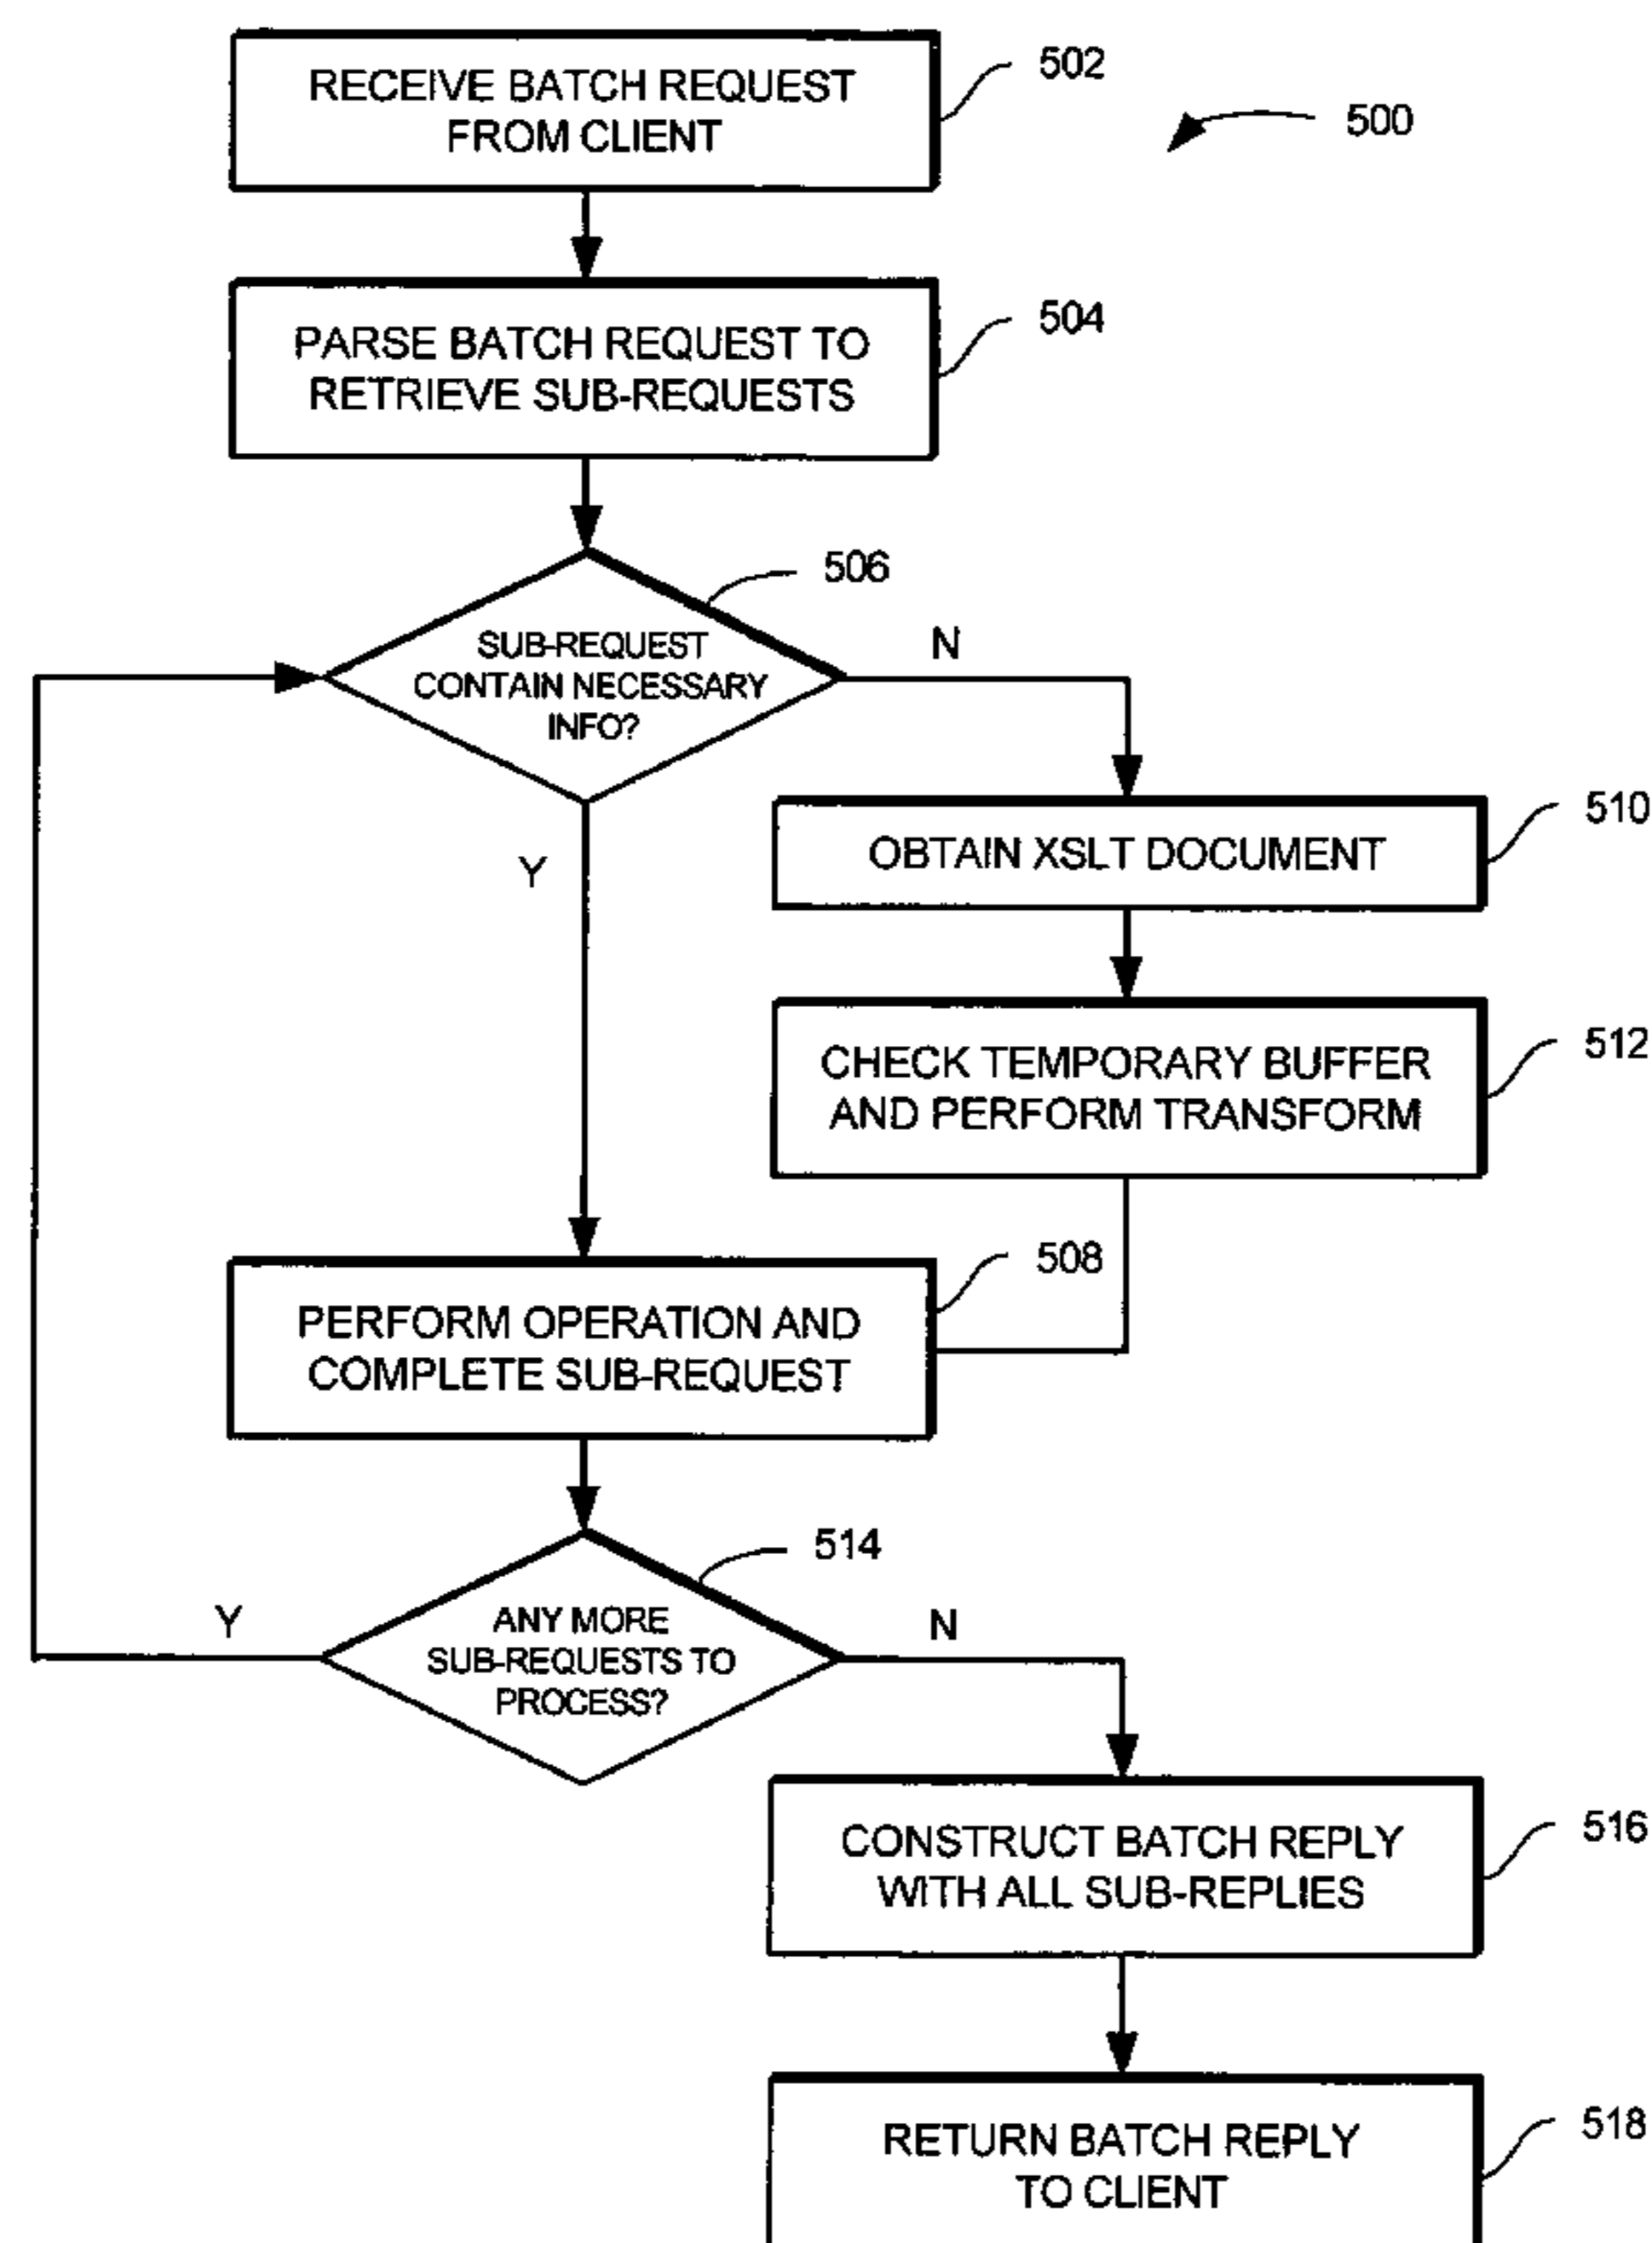 RECEIVE BATCH REQUEST
FROM CLIENT
502
500
PARSE BATCH REQUEST TO
RETRIEVE SUB-REQUESTS
504
506
SUB-REQUEST
CONTAIN NECESSARY
INFO?
N
Y
OBTAIN XSLT DOCUMENT
510
CHECK TEMPORARY BUFFER
AND PERFORM TRANSFORM
512
508
PERFORM OPERATION AND
COMPLETE SUB-REQUEST
514
ANY MORE
SUB-REQUESTS TO
PROCESS?
Y
N
CONSTRUCT BATCH REPLY
WITH ALL SUB-REPLIES
516
RETURN BATCH REPLY
TO CLIENT
518